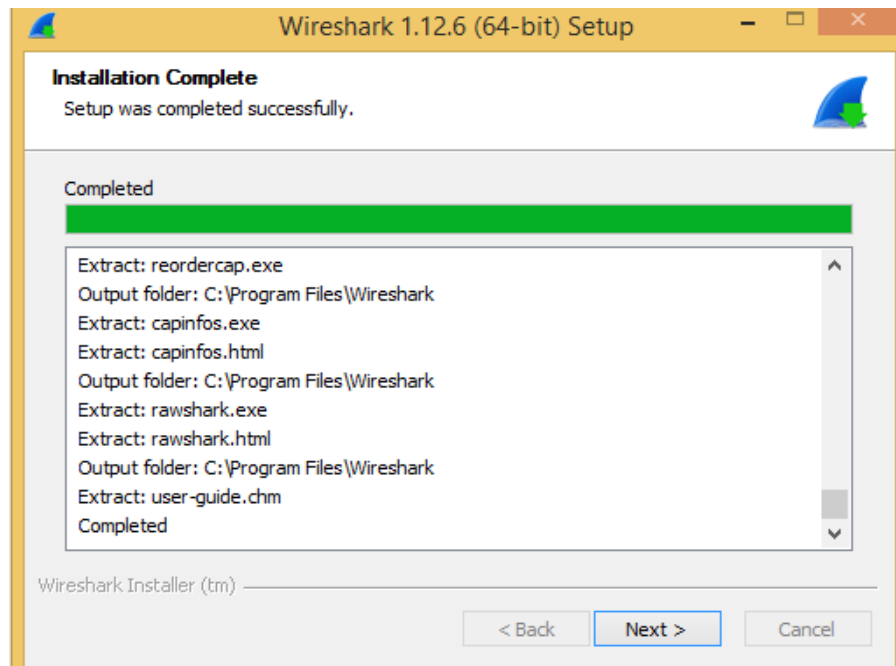 Wireshark 1.12.6 (64-bit) Setup
Installation Complete
Setup was completed successfully.
Completed
Extract: reordercap.exe
Output folder: C:\Program Files\Wireshark
Extract: capinfos.exe
Extract: capinfos.html
Output folder: C:\Program Files\Wireshark
Extract: rawshark.exe
Extract: rawshark.html
Output folder: C:\Program Files\Wireshark
Extract: user-guide.chm
Completed
Wireshark Installer (tm)
< Back
Next >
Cancel